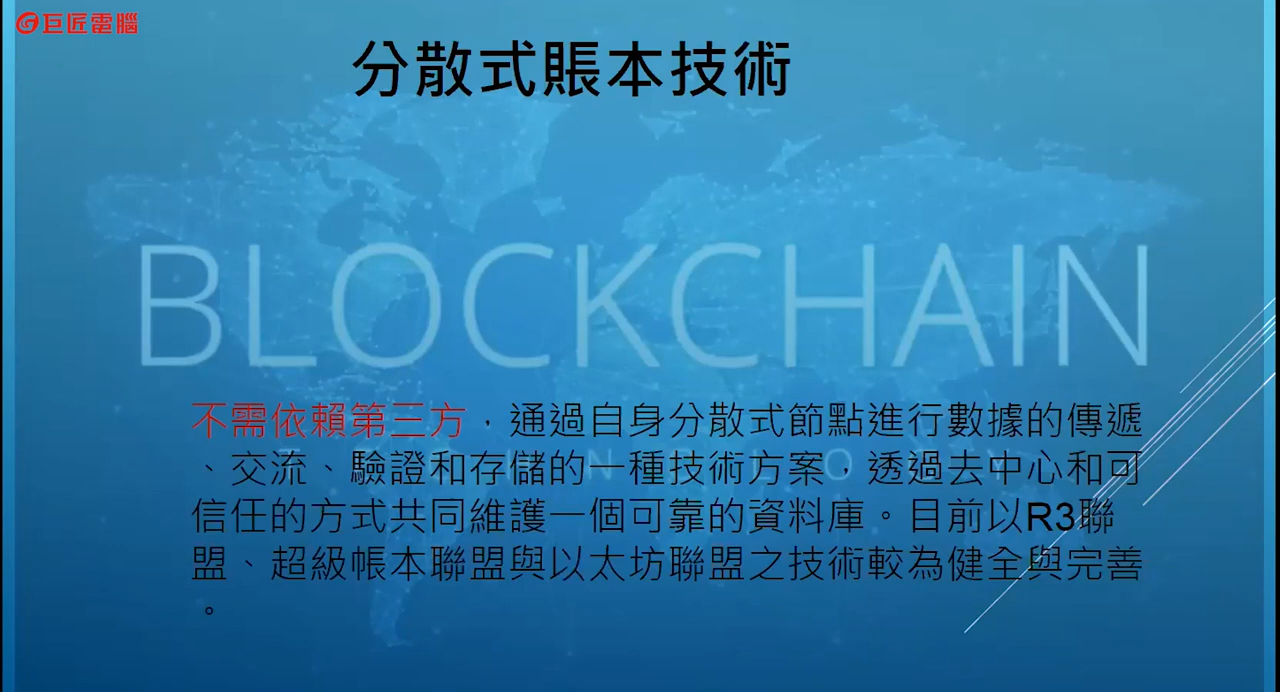 巨匠電腦
分散式賬本技術
BLOCKCHAIN
不需依賴第三方，通過自身分散式節點進行數據的傳遞
、交流、驗證和存儲的一種技術方案，透過去中心和可
信任的方式共同維護一個可靠的資料庫。目前以R3聯
盟、超級帳本聯盟與以太坊聯盟之技術較為健全與完善
。